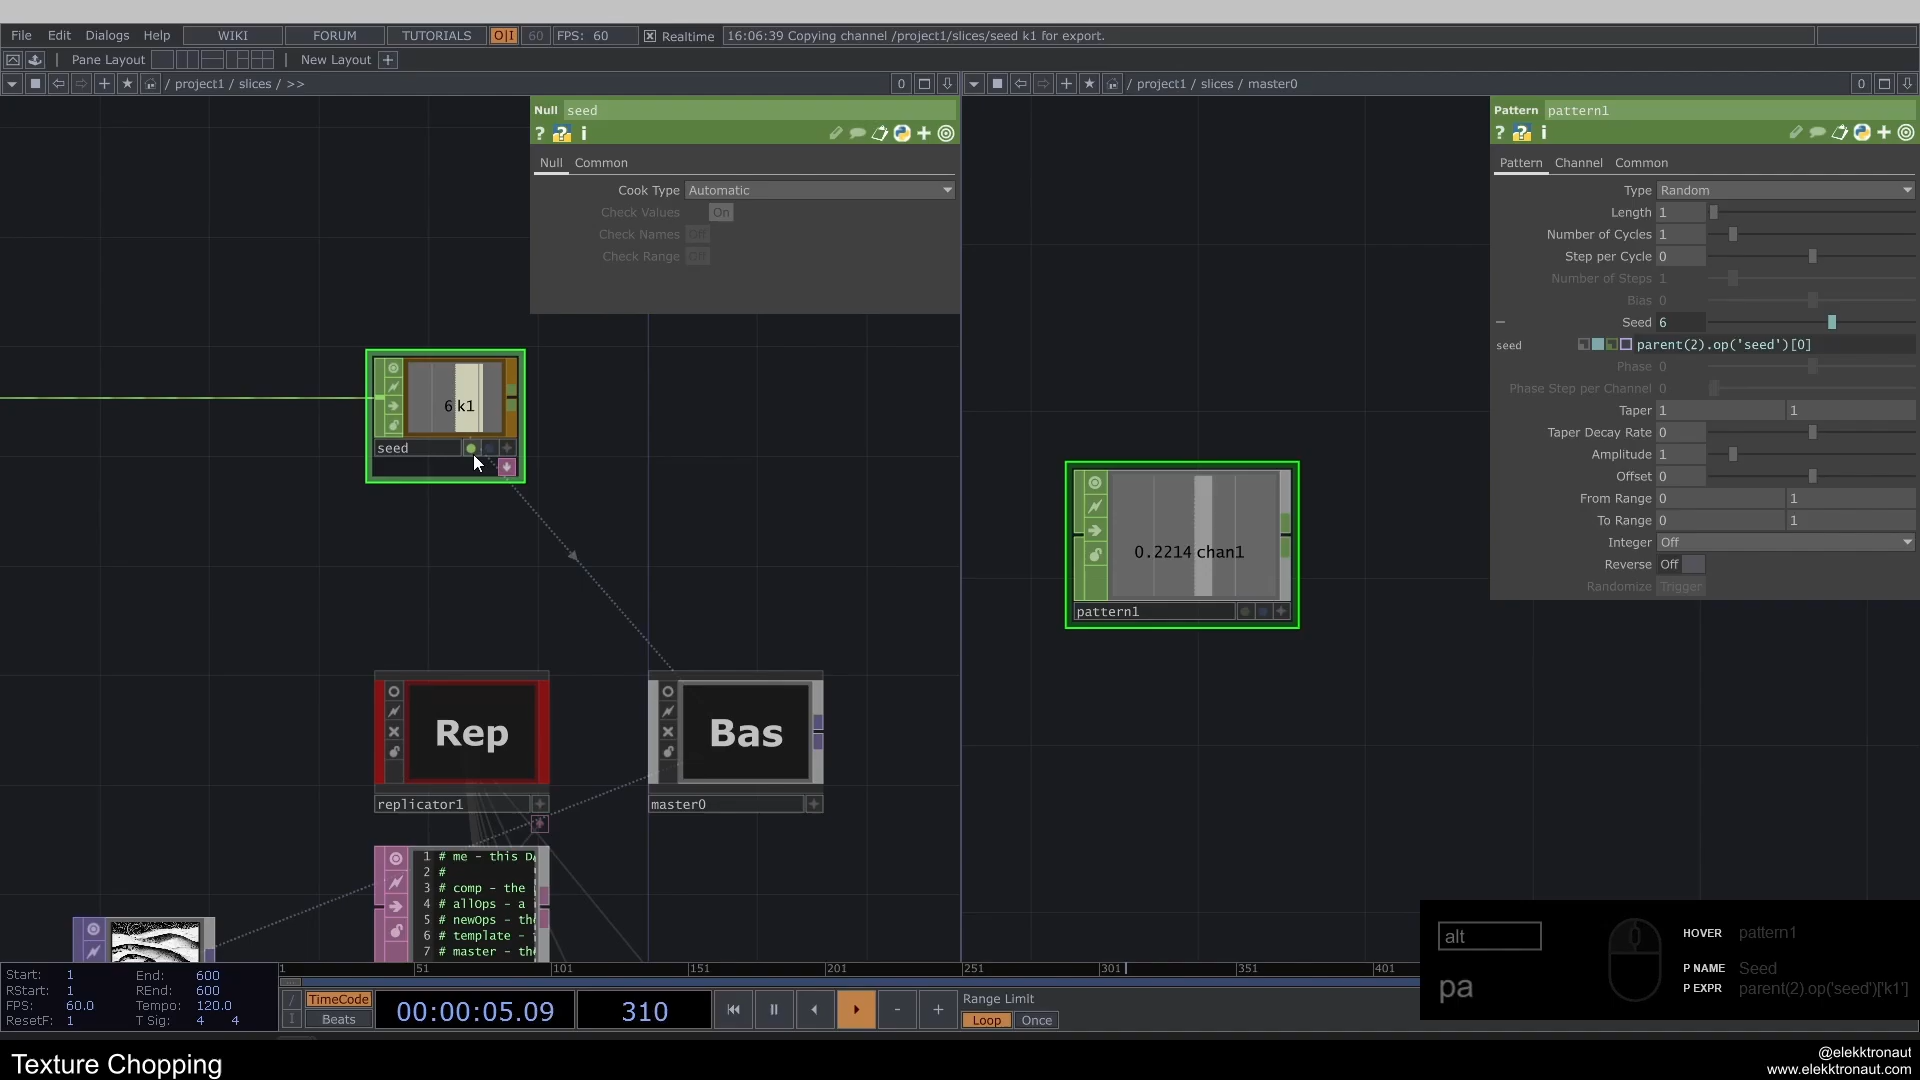 File Edit Dialogs Help WIKI FORUM TUTORIALS O|I 60 FPS: 60 Realtime 16:06:39 Copying channel /project1/slices/seed k1 for export.
Pane Layout New Layout +
/ project1 / slices / >> 0
/ project1 / slices / master0 0
Null seed
? ? i
Null Common
Cook Type Automatic
Check Values On
Check Names Off
Check Range Off
6 k1
seed
Rep
replicator1
Bas
master0
1 # me - this D
2 #
3 # comp - the
4 # allOps - a
5 # newOps - th
6 # template -
7 # master - th
Pattern pattern1
? ? i
Pattern Channel Common
Type Random
Length 1
Number of Cycles 1
Step per Cycle 0
Number of Steps 1
Bias 0
Seed 6
seed parent(2).op('seed')[0]
Phase 0
Phase Step per Channel 0
Taper 1 1
Taper Decay Rate 0
Amplitude 1
Offset 0
From Range 0 1
To Range 0 1
Integer Off
Reverse Off
Randomize Trigger
0.2214 chan1
pattern1
alt
pa
HOVER pattern1
P NAME Seed
P EXPR parent(2).op('seed')['k1']
1 51 101 151 201 251 301 351 401
Start: 1 End: 600
RStart: 1 REnd: 600
FPS: 60.0 Tempo: 120.0
ResetF: 1 T Sig: 4 4
TimeCode
Beats
00:00:05.09
310
Range Limit
Loop Once
Texture Chopping
@elekktronaut
www.elekktronaut.com